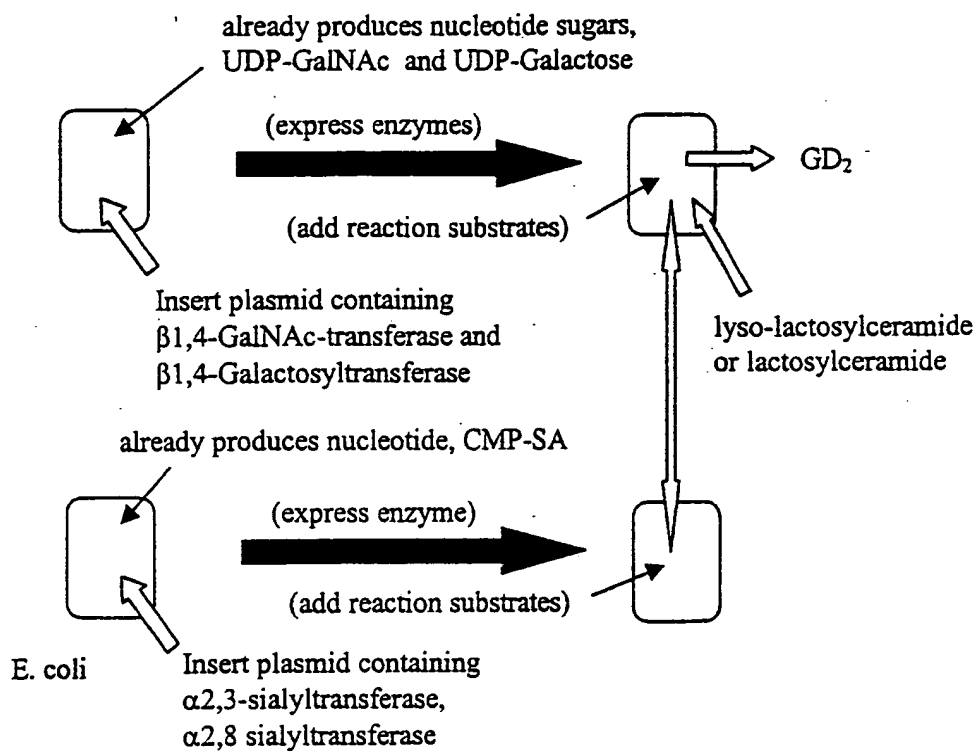 already produces nucleotide sugars,
UDP-GalNAc and UDP-Galactose
(express enzymes)
GD₂
(add reaction substrates)
Insert plasmid containing
β1,4-GalNAc-transferase and
β1,4-Galactosyltransferase
lyso-lactosylceramide
or lactosylceramide
already produces nucleotide, CMP-SA
(express enzyme)
(add reaction substrates)
E. coli
Insert plasmid containing
α2,3-sialyltransferase,
α2,8 sialyltransferase